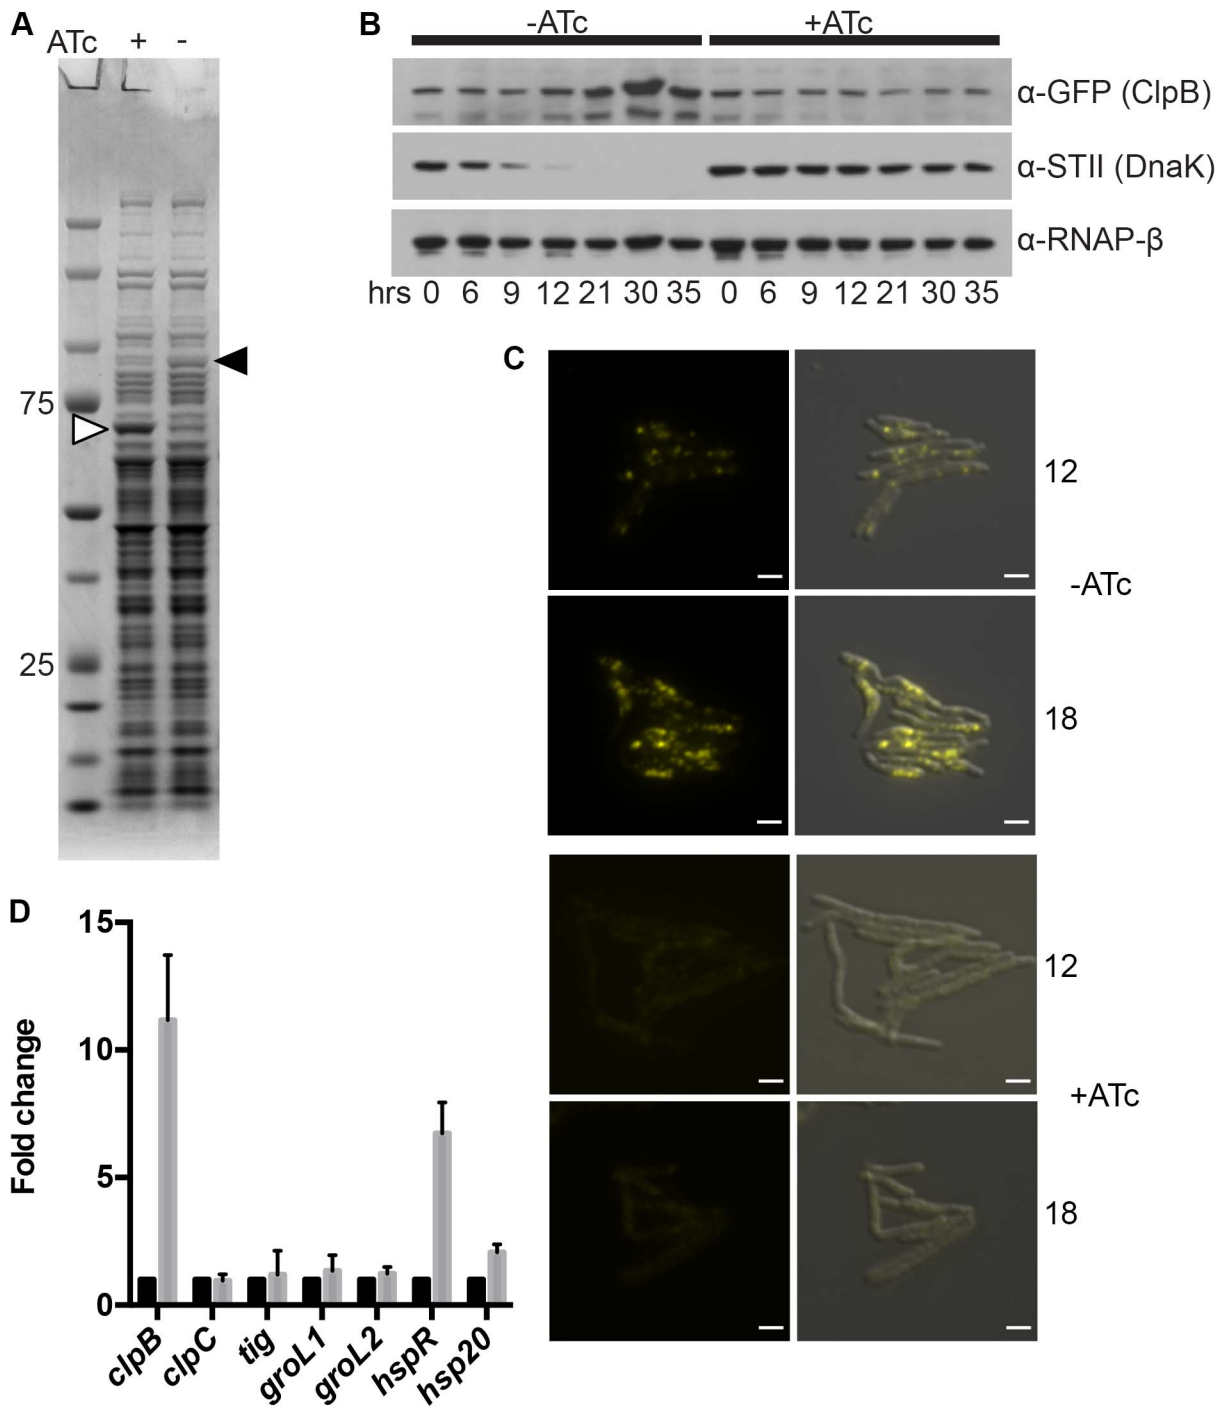 A
ATc + -
75
25
B
-ATc +ATc
α-GFP (ClpB)
α-STII (DnaK)
α-RNAP-β
hrs 0 6 9 12 21 30 35 0 6 9 12 21 30 35
C
12
-ATc
18
12
+ATc
18
D
Fold change
15
10
5
0
clpB clpC tig groL1 groL2 hspR hsp20